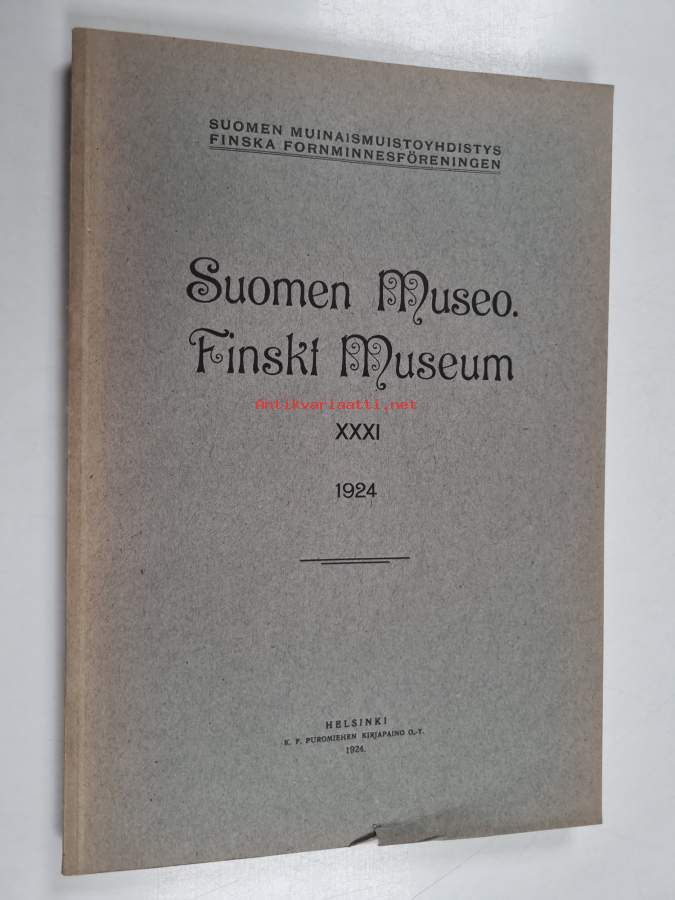 SUOMEN MUINAISMUISTOYHDISTYS
FINSKA FORNMINNESFÖRENINGEN
Suomen Museo.
Finskt Museum
Antikvariaatti.net
XXXI
1924
HELSINKI
K. F. PUROMIEHEN KIRJAPAINO O.-Y.
1924.